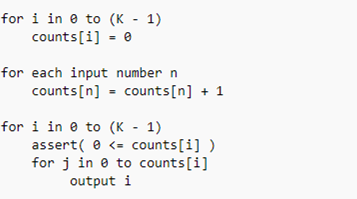 for i in 0 to (K - 1)
    counts[i] = 0

for each input number n
    counts[n] = counts[n] + 1

for i in 0 to (K - 1)
    assert( 0 <= counts[i] )
    for j in 0 to counts[i]
         output i